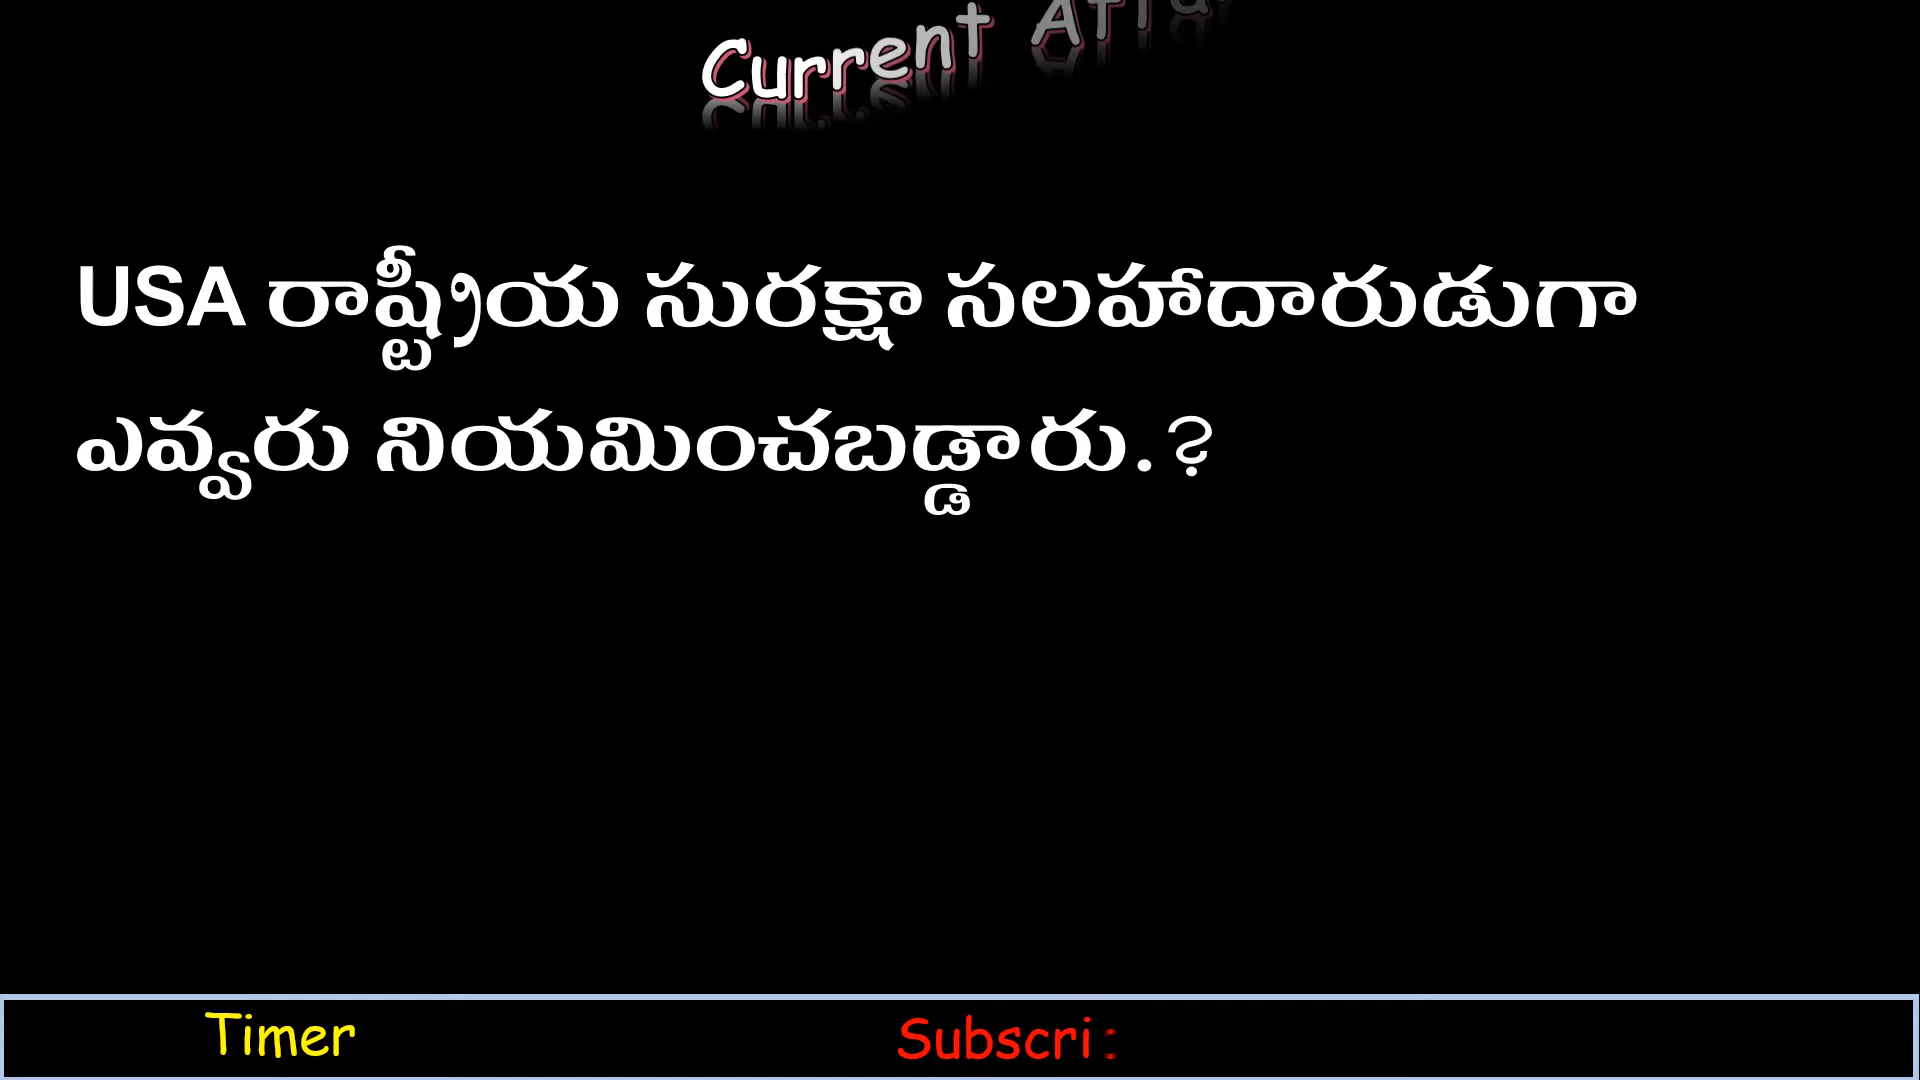 Current
USA రాష్ట్రీయ సురక్షా సలహాదారుడుగా
ఎవ్వరు నియమించబడ్డారు.?
Timer
Subscri